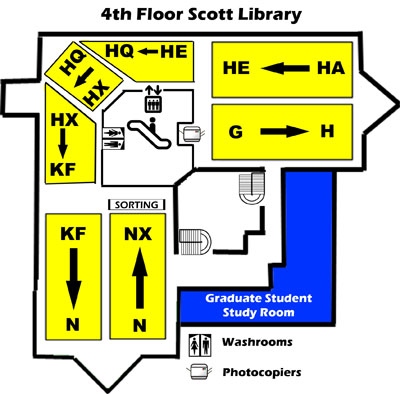 4th Floor Scott Library
HQ HE
HQ
HX
HE HA
G H
HX
KF
SORTING
KF
N
NX
N
Graduate Student
Study Room
Washrooms
Photocopiers